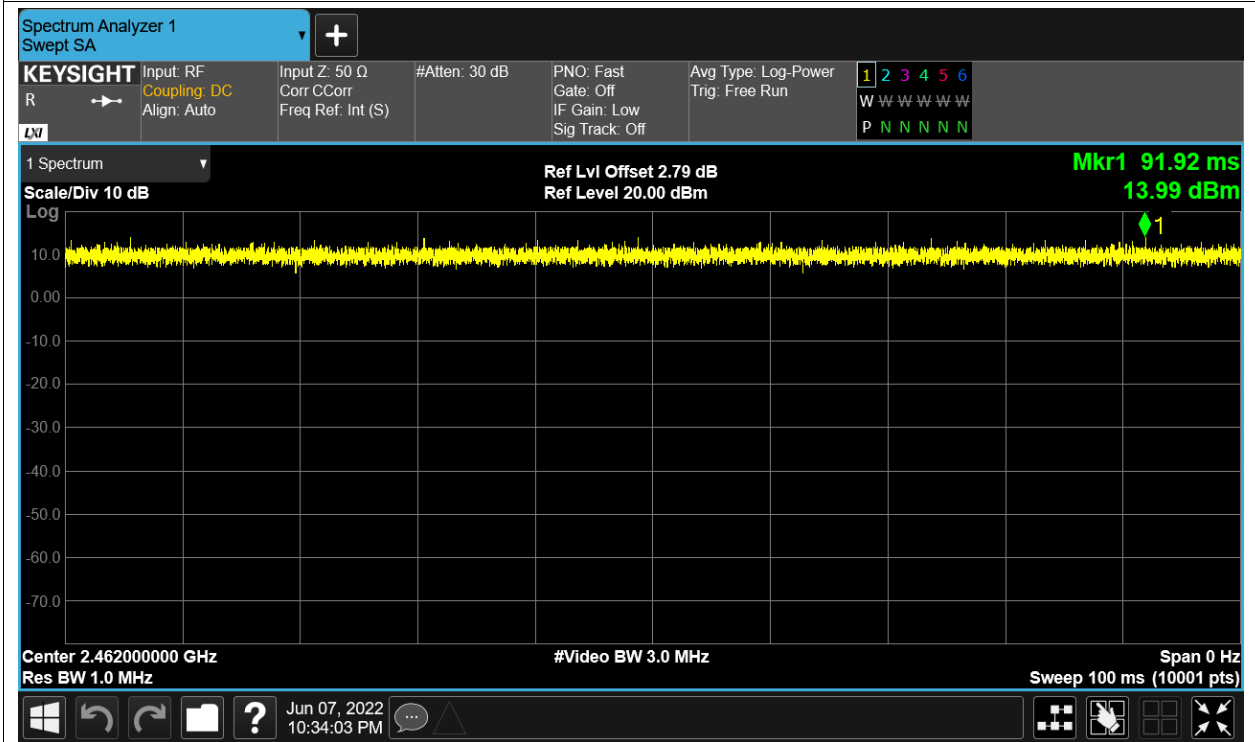 Spectrum Analyzer 1
Swept SA
KEYSIGHT
R
LXI
Input: RF
Coupling: DC
Align: Auto
Input Z: 50 Ω
Corr CCorr
Freq Ref: Int (S)
#Atten: 30 dB
PNO: Fast
Gate: Off
IF Gain: Low
Sig Track: Off
Avg Type: Log-Power
Trig: Free Run
1 2 3 4 5 6
W W W W W W
P N N N N N
1 Spectrum
Scale/Div 10 dB
Ref Lvl Offset 2.79 dB
Ref Level 20.00 dBm
Mkr1 91.92 ms
13.99 dBm
Log
1
10.0
0.00
-10.0
-20.0
-30.0
-40.0
-50.0
-60.0
-70.0
Center 2.462000000 GHz
#Video BW 3.0 MHz
Span 0 Hz
Res BW 1.0 MHz
Sweep 100 ms (10001 pts)
?
Jun 07, 2022
10:34:03 PM